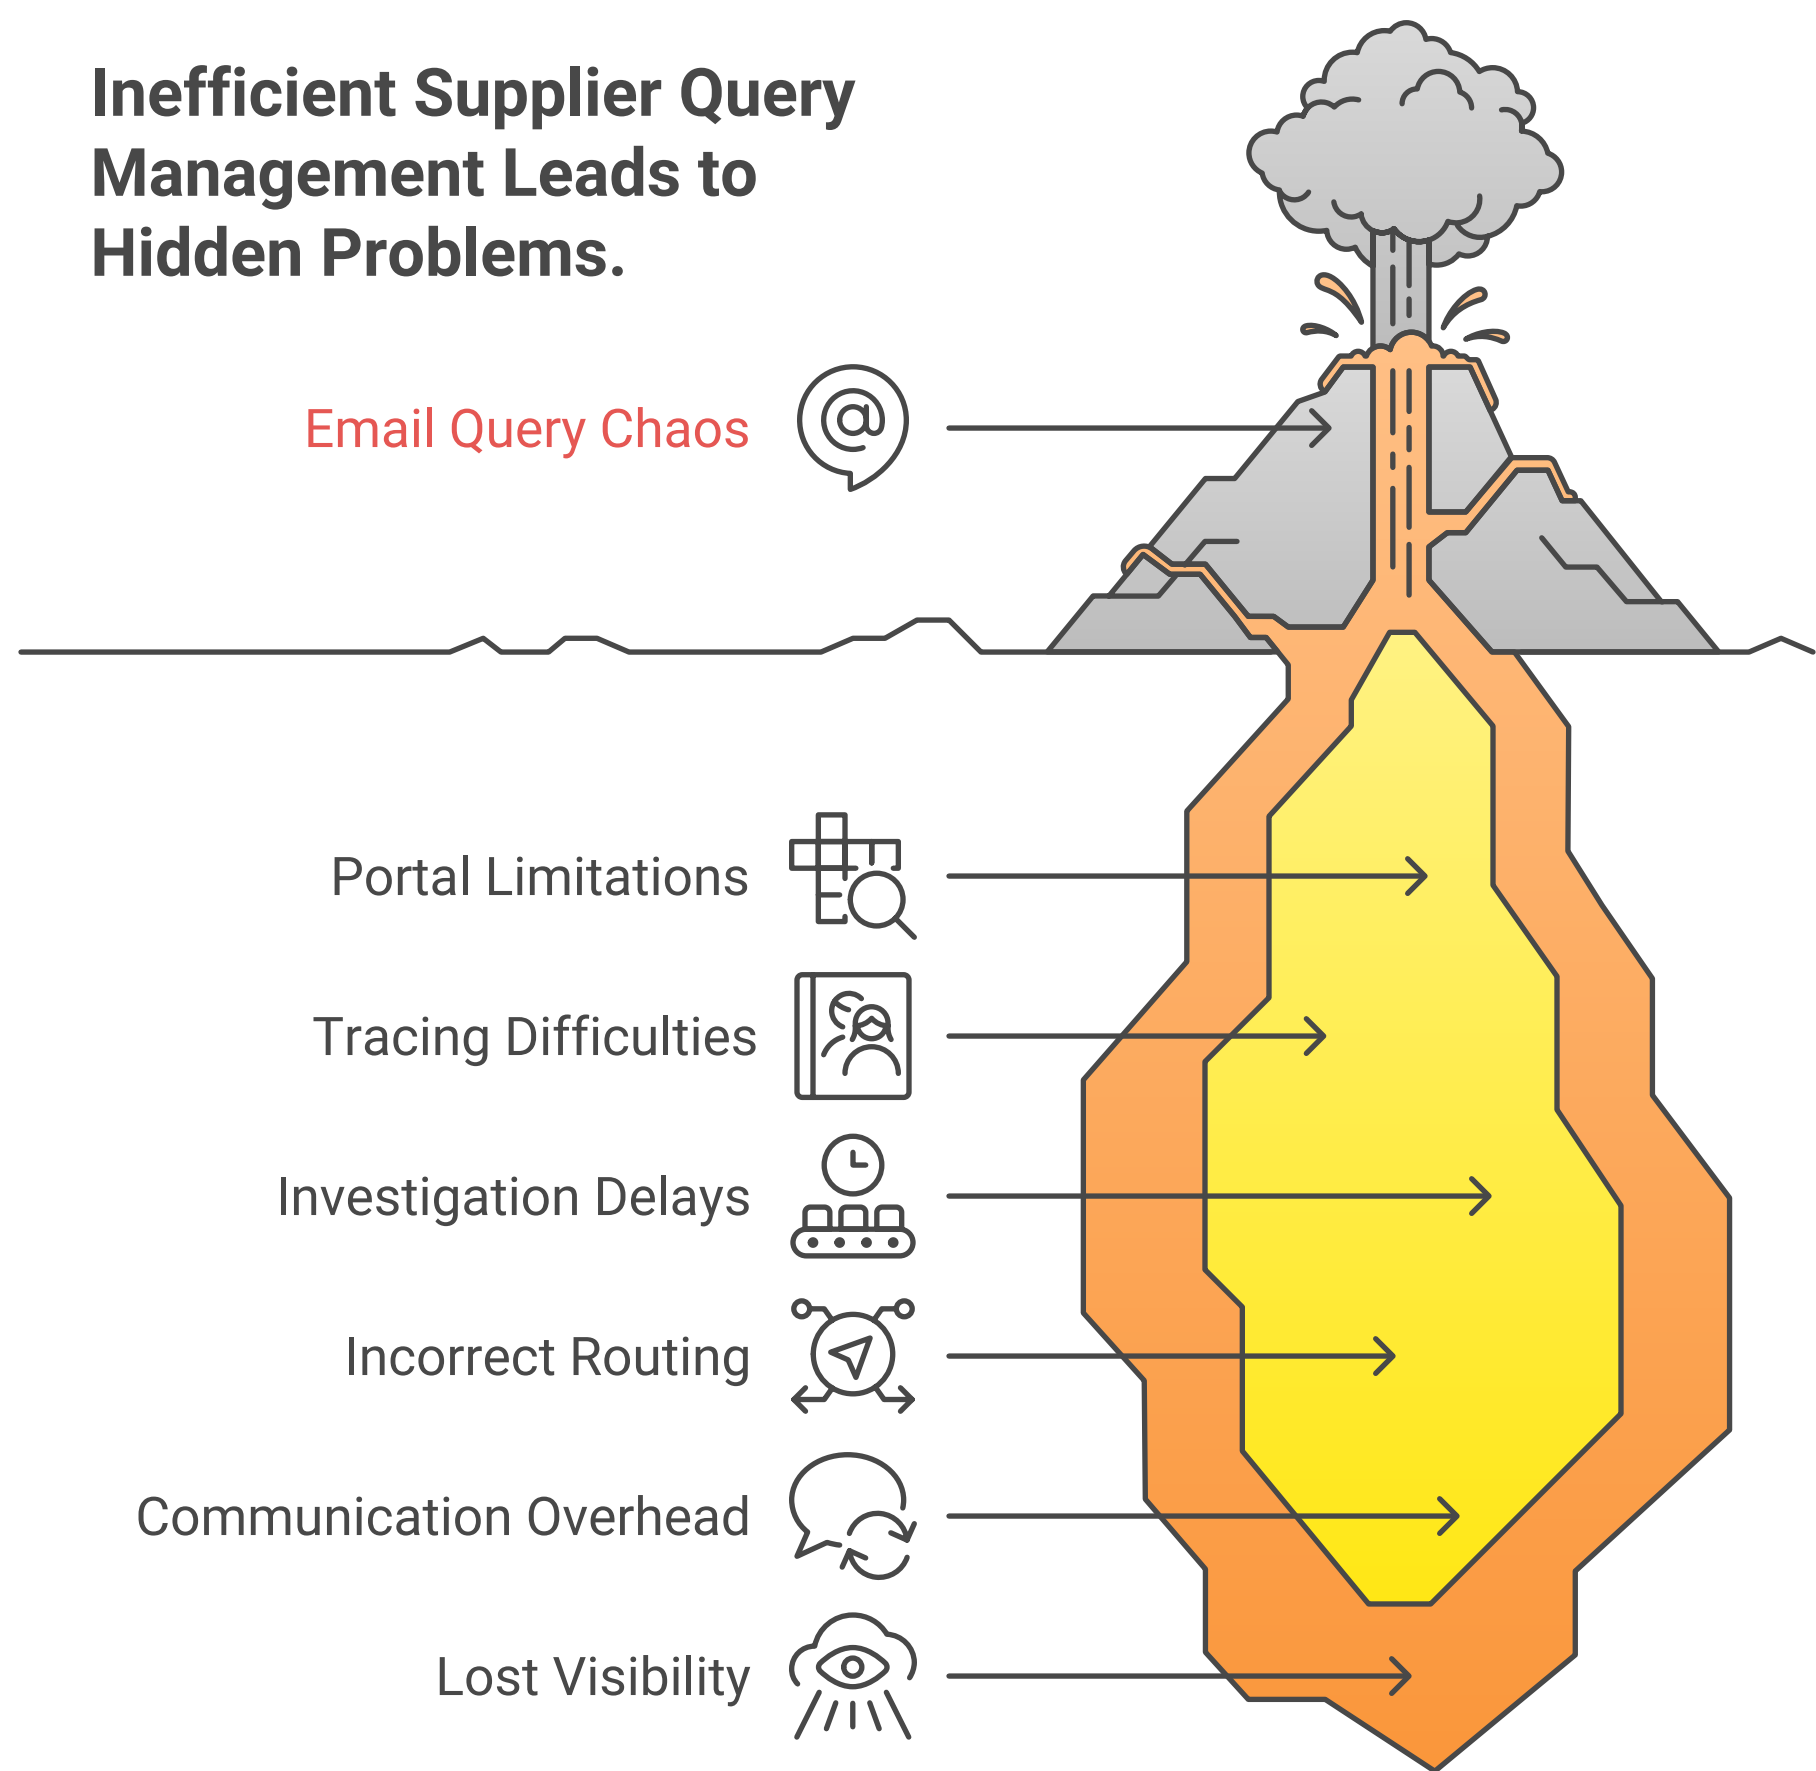 Inefficient Supplier Query
Management Leads to
Hidden Problems.
Email Query Chaos
Portal Limitations
Tracing Difficulties
Investigation Delays
Incorrect Routing
Communication Overhead
Lost Visibility